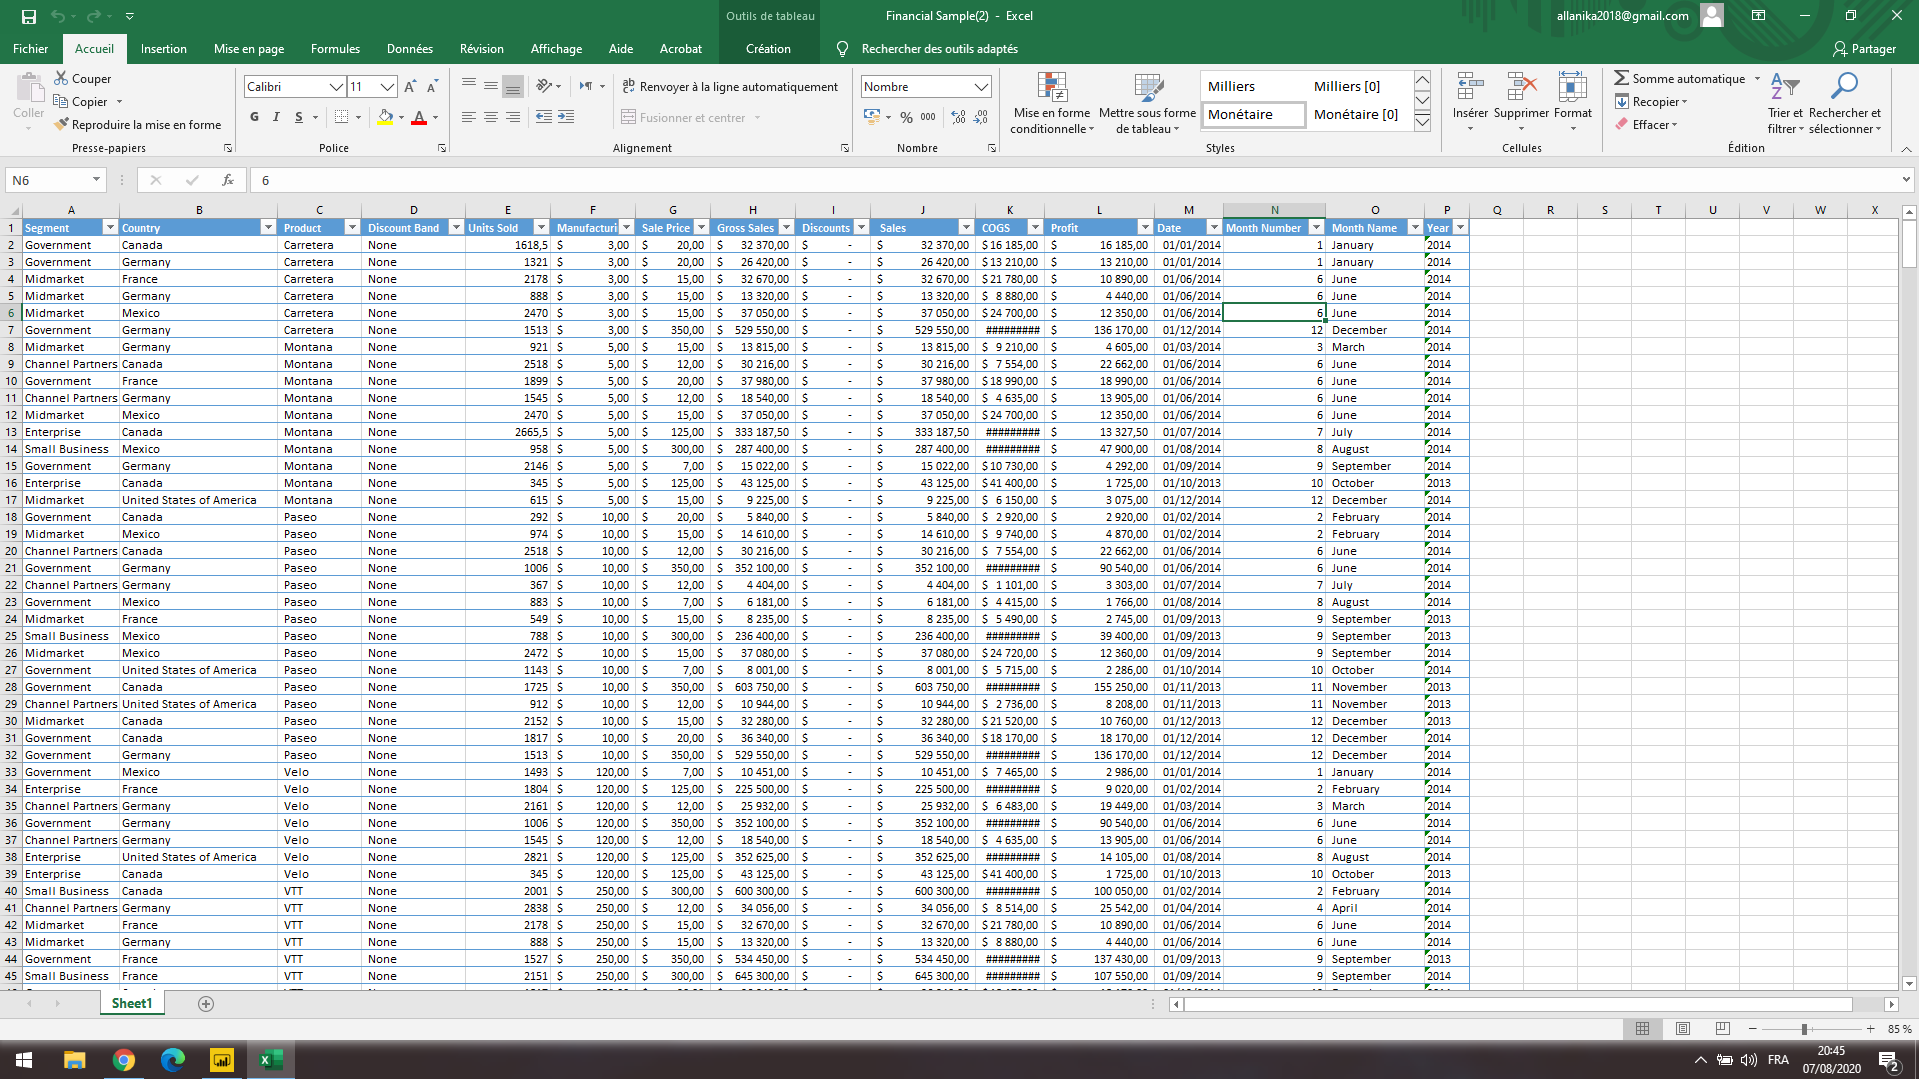 Outils de tableau
Financial Sample(2) - Excel
allanika2018@gmail.com
Fichier Accueil Insertion Mise en page Formules Données Révision Affichage Aide Acrobat Création Rechercher des outils adaptés Partager
Coller
Couper
Copier
Reproduire la mise en forme
Presse-papiers
Calibri 11
G I S
Police
Renvoyer à la ligne automatiquement
Fusionner et centrer
Alignement
Nombre
% 000
Nombre
Mise en forme conditionnelle
Mettre sous forme de tableau
Milliers Milliers [0]
Monétaire Monétaire [0]
Styles
Insérer Supprimer Format
Cellules
Somme automatique
Recopier
Effacer
Trier et filtrer
Rechercher et sélectionner
Édition
N6 fx 6
A B C D E F G H I J K L M N O P Q R S T U V W X
1 Segment Country Product Discount Band Units Sold Manufacturi Sale Price Gross Sales Discounts Sales COGS Profit Date Month Number Month Name Year
2 Government Canada Carretera None 1618,5 $ 3,00 $ 20,00 $ 32 370,00 $ - $ 32 370,00 $ 16 185,00 $ 16 185,00 01/01/2014 1 January 2014
3 Government Germany Carretera None 1321 $ 3,00 $ 20,00 $ 26 420,00 $ - $ 26 420,00 $ 13 210,00 $ 13 210,00 01/01/2014 1 January 2014
4 Midmarket France Carretera None 2178 $ 3,00 $ 15,00 $ 32 670,00 $ - $ 32 670,00 $ 21 780,00 $ 10 890,00 01/06/2014 6 June 2014
5 Midmarket Germany Carretera None 888 $ 3,00 $ 15,00 $ 13 320,00 $ - $ 13 320,00 $ 8 880,00 $ 4 440,00 01/06/2014 6 June 2014
6 Midmarket Mexico Carretera None 2470 $ 3,00 $ 15,00 $ 37 050,00 $ - $ 37 050,00 $ 24 700,00 $ 12 350,00 01/06/2014 6 June 2014
7 Government Germany Carretera None 1513 $ 3,00 $ 350,00 $ 529 550,00 $ - $ 529 550,00 ######### $ 136 170,00 01/12/2014 12 December 2014
8 Midmarket Germany Montana None 921 $ 5,00 $ 15,00 $ 13 815,00 $ - $ 13 815,00 $ 9 210,00 $ 4 605,00 01/03/2014 3 March 2014
9 Channel Partners Canada Montana None 2518 $ 5,00 $ 12,00 $ 30 216,00 $ - $ 30 216,00 $ 7 554,00 $ 22 662,00 01/06/2014 6 June 2014
10 Government France Montana None 1899 $ 5,00 $ 20,00 $ 37 980,00 $ - $ 37 980,00 $ 18 990,00 $ 18 990,00 01/06/2014 6 June 2014
11 Channel Partners Germany Montana None 1545 $ 5,00 $ 12,00 $ 18 540,00 $ - $ 18 540,00 $ 4 635,00 $ 13 905,00 01/06/2014 6 June 2014
12 Midmarket Mexico Montana None 2470 $ 5,00 $ 15,00 $ 37 050,00 $ - $ 37 050,00 $ 24 700,00 $ 12 350,00 01/06/2014 6 June 2014
13 Enterprise Canada Montana None 2665,5 $ 5,00 $ 125,00 $ 333 187,50 $ - $ 333 187,50 ######### $ 13 327,50 01/07/2014 7 July 2014
14 Small Business Mexico Montana None 958 $ 5,00 $ 300,00 $ 287 400,00 $ - $ 287 400,00 ######### $ 47 900,00 01/08/2014 8 August 2014
15 Government Germany Montana None 2146 $ 5,00 $ 7,00 $ 15 022,00 $ - $ 15 022,00 $ 10 730,00 $ 4 292,00 01/09/2014 9 September 2014
16 Enterprise Canada Montana None 345 $ 5,00 $ 125,00 $ 43 125,00 $ - $ 43 125,00 $ 41 400,00 $ 1 725,00 01/10/2013 10 October 2013
17 Midmarket United States of America Montana None 615 $ 5,00 $ 15,00 $ 9 225,00 $ - $ 9 225,00 $ 6 150,00 $ 3 075,00 01/12/2014 12 December 2014
18 Government Canada Paseo None 292 $ 10,00 $ 20,00 $ 5 840,00 $ - $ 5 840,00 $ 2 920,00 $ 2 920,00 01/02/2014 2 February 2014
19 Midmarket Mexico Paseo None 974 $ 10,00 $ 15,00 $ 14 610,00 $ - $ 14 610,00 $ 9 740,00 $ 4 870,00 01/02/2014 2 February 2014
20 Channel Partners Canada Paseo None 2518 $ 10,00 $ 12,00 $ 30 216,00 $ - $ 30 216,00 $ 7 554,00 $ 22 662,00 01/06/2014 6 June 2014
21 Government Germany Paseo None 1006 $ 10,00 $ 350,00 $ 352 100,00 $ - $ 352 100,00 ######### $ 90 540,00 01/06/2014 6 June 2014
22 Channel Partners Germany Paseo None 367 $ 10,00 $ 12,00 $ 4 404,00 $ - $ 4 404,00 $ 1 101,00 $ 3 303,00 01/07/2014 7 July 2014
23 Government Mexico Paseo None 883 $ 10,00 $ 7,00 $ 6 181,00 $ - $ 6 181,00 $ 4 415,00 $ 1 766,00 01/08/2014 8 August 2014
24 Midmarket France Paseo None 549 $ 10,00 $ 15,00 $ 8 235,00 $ - $ 8 235,00 $ 5 490,00 $ 2 745,00 01/09/2013 9 September 2013
25 Small Business Mexico Paseo None 788 $ 10,00 $ 300,00 $ 236 400,00 $ - $ 236 400,00 ######### $ 39 400,00 01/09/2013 9 September 2013
26 Midmarket Mexico Paseo None 2472 $ 10,00 $ 15,00 $ 37 080,00 $ - $ 37 080,00 $ 24 720,00 $ 12 360,00 01/09/2014 9 September 2014
27 Government United States of America Paseo None 1143 $ 10,00 $ 7,00 $ 8 001,00 $ - $ 8 001,00 $ 5 715,00 $ 2 286,00 01/10/2014 10 October 2014
28 Government Canada Paseo None 1725 $ 10,00 $ 350,00 $ 603 750,00 $ - $ 603 750,00 ######### $ 155 250,00 01/11/2013 11 November 2013
29 Channel Partners United States of America Paseo None 912 $ 10,00 $ 12,00 $ 10 944,00 $ - $ 10 944,00 $ 2 736,00 $ 8 208,00 01/11/2013 11 November 2013
30 Midmarket Canada Paseo None 2152 $ 10,00 $ 15,00 $ 32 280,00 $ - $ 32 280,00 $ 21 520,00 $ 10 760,00 01/12/2013 12 December 2013
31 Government Canada Paseo None 1817 $ 10,00 $ 20,00 $ 36 340,00 $ - $ 36 340,00 $ 18 170,00 $ 18 170,00 01/12/2014 12 December 2014
32 Government Germany Paseo None 1513 $ 10,00 $ 350,00 $ 529 550,00 $ - $ 529 550,00 ######### $ 136 170,00 01/12/2014 12 December 2014
33 Government Mexico Velo None 1493 $ 120,00 $ 7,00 $ 10 451,00 $ - $ 10 451,00 $ 7 465,00 $ 2 986,00 01/01/2014 1 January 2014
34 Enterprise France Velo None 1804 $ 120,00 $ 125,00 $ 225 500,00 $ - $ 225 500,00 ######### $ 9 020,00 01/02/2014 2 February 2014
35 Channel Partners Germany Velo None 2161 $ 120,00 $ 12,00 $ 25 932,00 $ - $ 25 932,00 $ 6 483,00 $ 19 449,00 01/03/2014 3 March 2014
36 Government Germany Velo None 1006 $ 120,00 $ 350,00 $ 352 100,00 $ - $ 352 100,00 ######### $ 90 540,00 01/06/2014 6 June 2014
37 Channel Partners Germany Velo None 1545 $ 120,00 $ 12,00 $ 18 540,00 $ - $ 18 540,00 $ 4 635,00 $ 13 905,00 01/06/2014 6 June 2014
38 Enterprise United States of America Velo None 2821 $ 120,00 $ 125,00 $ 352 625,00 $ - $ 352 625,00 ######### $ 14 105,00 01/08/2014 8 August 2014
39 Enterprise Canada Velo None 345 $ 120,00 $ 125,00 $ 43 125,00 $ - $ 43 125,00 $ 41 400,00 $ 1 725,00 01/10/2013 10 October 2013
40 Small Business Canada VTT None 2001 $ 250,00 $ 300,00 $ 600 300,00 $ - $ 600 300,00 ######### $ 100 050,00 01/02/2014 2 February 2014
41 Channel Partners Germany VTT None 2838 $ 250,00 $ 12,00 $ 34 056,00 $ - $ 34 056,00 $ 8 514,00 $ 25 542,00 01/04/2014 4 April 2014
42 Midmarket France VTT None 2178 $ 250,00 $ 15,00 $ 32 670,00 $ - $ 32 670,00 $ 21 780,00 $ 10 890,00 01/06/2014 6 June 2014
43 Midmarket Germany VTT None 888 $ 250,00 $ 15,00 $ 13 320,00 $ - $ 13 320,00 $ 8 880,00 $ 4 440,00 01/06/2014 6 June 2014
44 Government France VTT None 1527 $ 250,00 $ 350,00 $ 534 450,00 $ - $ 534 450,00 ######### $ 137 430,00 01/09/2013 9 September 2013
45 Small Business France VTT None 2151 $ 250,00 $ 300,00 $ 645 300,00 $ - $ 645 300,00 ######### $ 107 550,00 01/09/2014 9 September 2014
Sheet1
85 %
FRA
20:45
07/08/2020
2